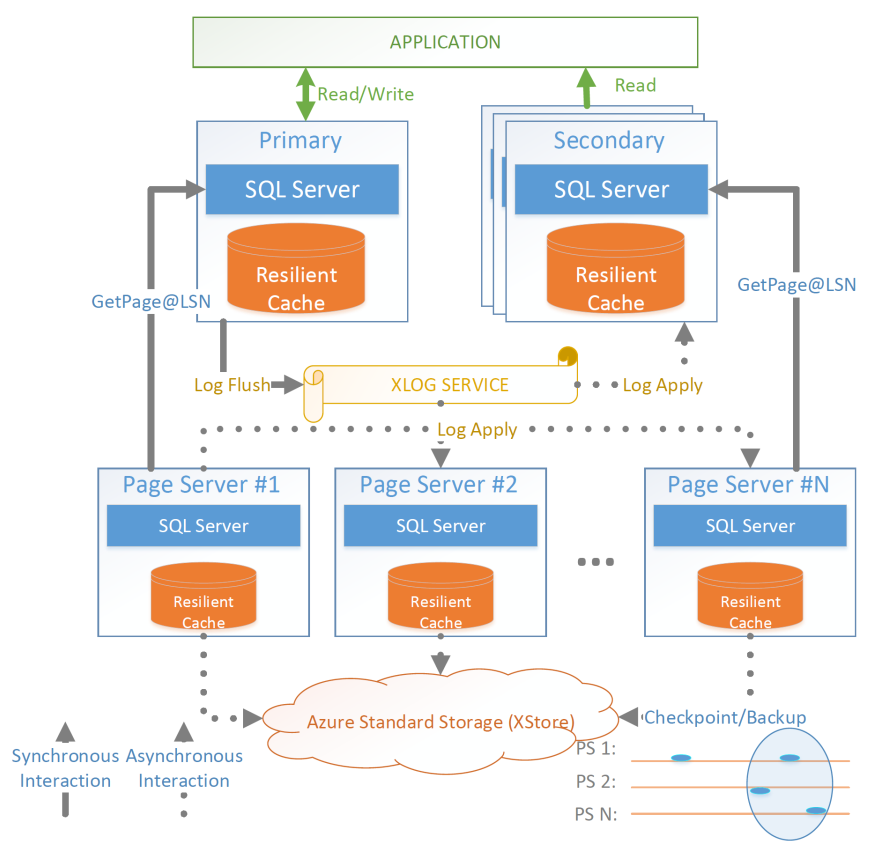 APPLICATION
Read/Write
Read
Primary
SQL Server
Resilient
Cache
Secondary
SQL Server
Resilient
Cache
GetPage@LSN
GetPage@LSN
Log Flush
XLOG SERVICE
Log Apply
Log Apply
Page Server #1
SQL Server
Resilient
Cache
Page Server #2
SQL Server
Resilient
Cache
Page Server #N
SQL Server
Resilient
Cache
Azure Standard Storage (XStore)
Checkpoint/Backup
Synchronous
Interaction
Asynchronous
Interaction
PS 1:
PS 2:
PS N: